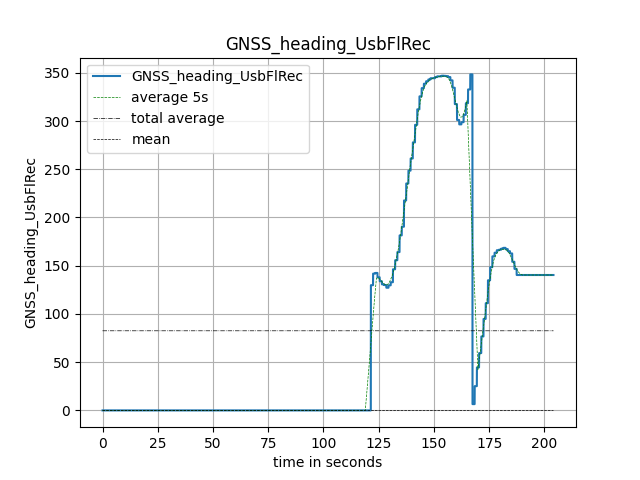 GNSS_heading_UsbFlRec
GNSS_heading_UsbFlRec
average 5s
total average
mean
GNSS_heading_UsbFlRec
350
300
250
200
150
100
50
0
0 25 50 75 100 125 150 175 200
time in seconds